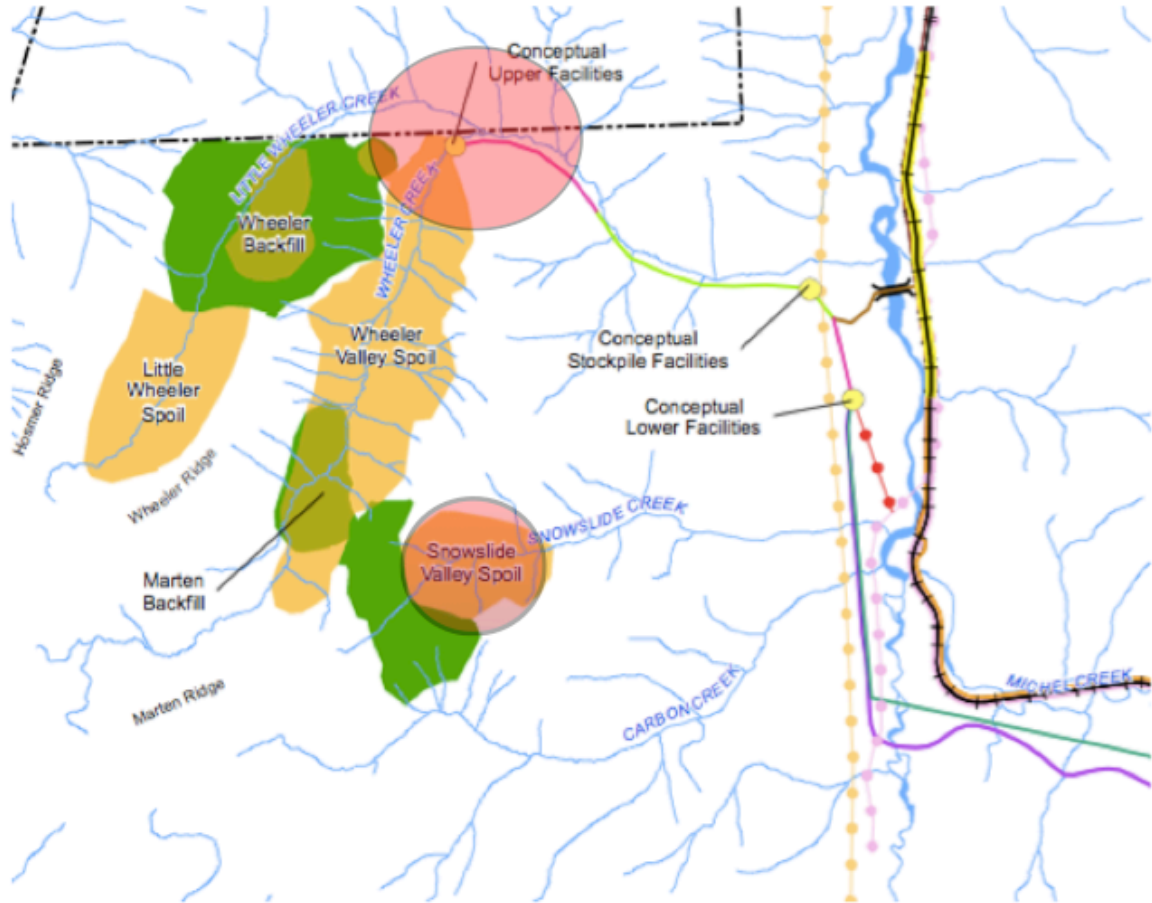 Conceptual
Upper Facilities
LITTLE WHEELER CREEK
WHEELER CREEK
Wheeler
Backfill
Wheeler
Valley Spoil
Little
Wheeler
Spoil
Hosmer Ridge
Wheeler Ridge
Conceptual
Stockpile Facilities
Conceptual
Lower Facilities
SNOWSLIDE CREEK
Snowslide
Valley Spoil
Marten
Backfill
Marten Ridge
CARBON CREEK
MICHEL CREEK